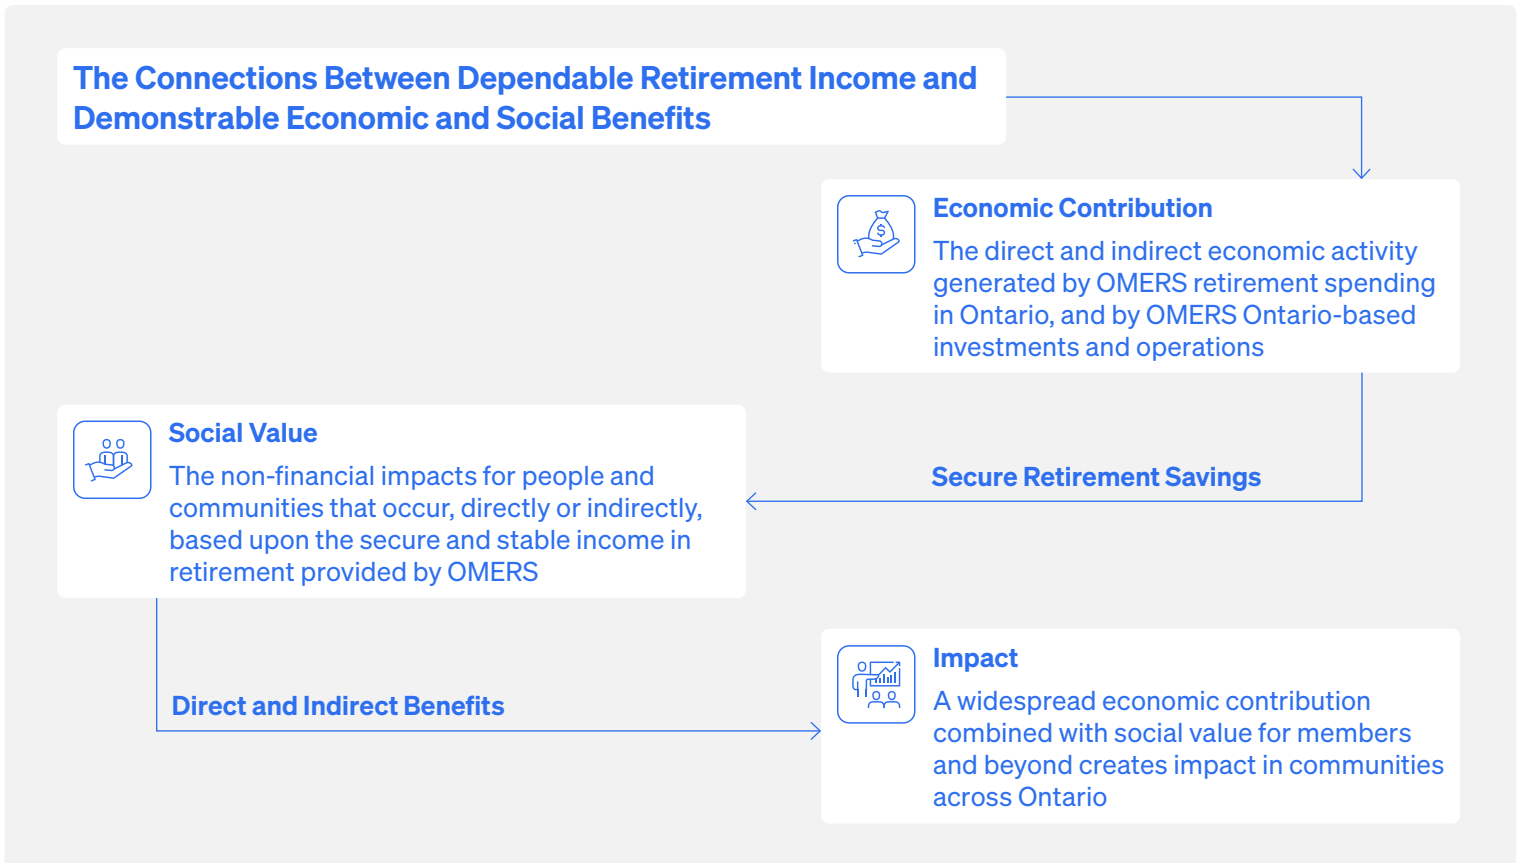 The Connections Between Dependable Retirement Income and
Demonstrable Economic and Social Benefits
$
Economic Contribution
The direct and indirect economic activity
generated by OMERS retirement spending
in Ontario, and by OMERS Ontario-based
investments and operations
Secure Retirement Savings
Social Value
The non-financial impacts for people and
communities that occur, directly or indirectly,
based upon the secure and stable income in
retirement provided by OMERS
Direct and Indirect Benefits
Impact
A widespread economic contribution
combined with social value for members
and beyond creates impact in communities
across Ontario